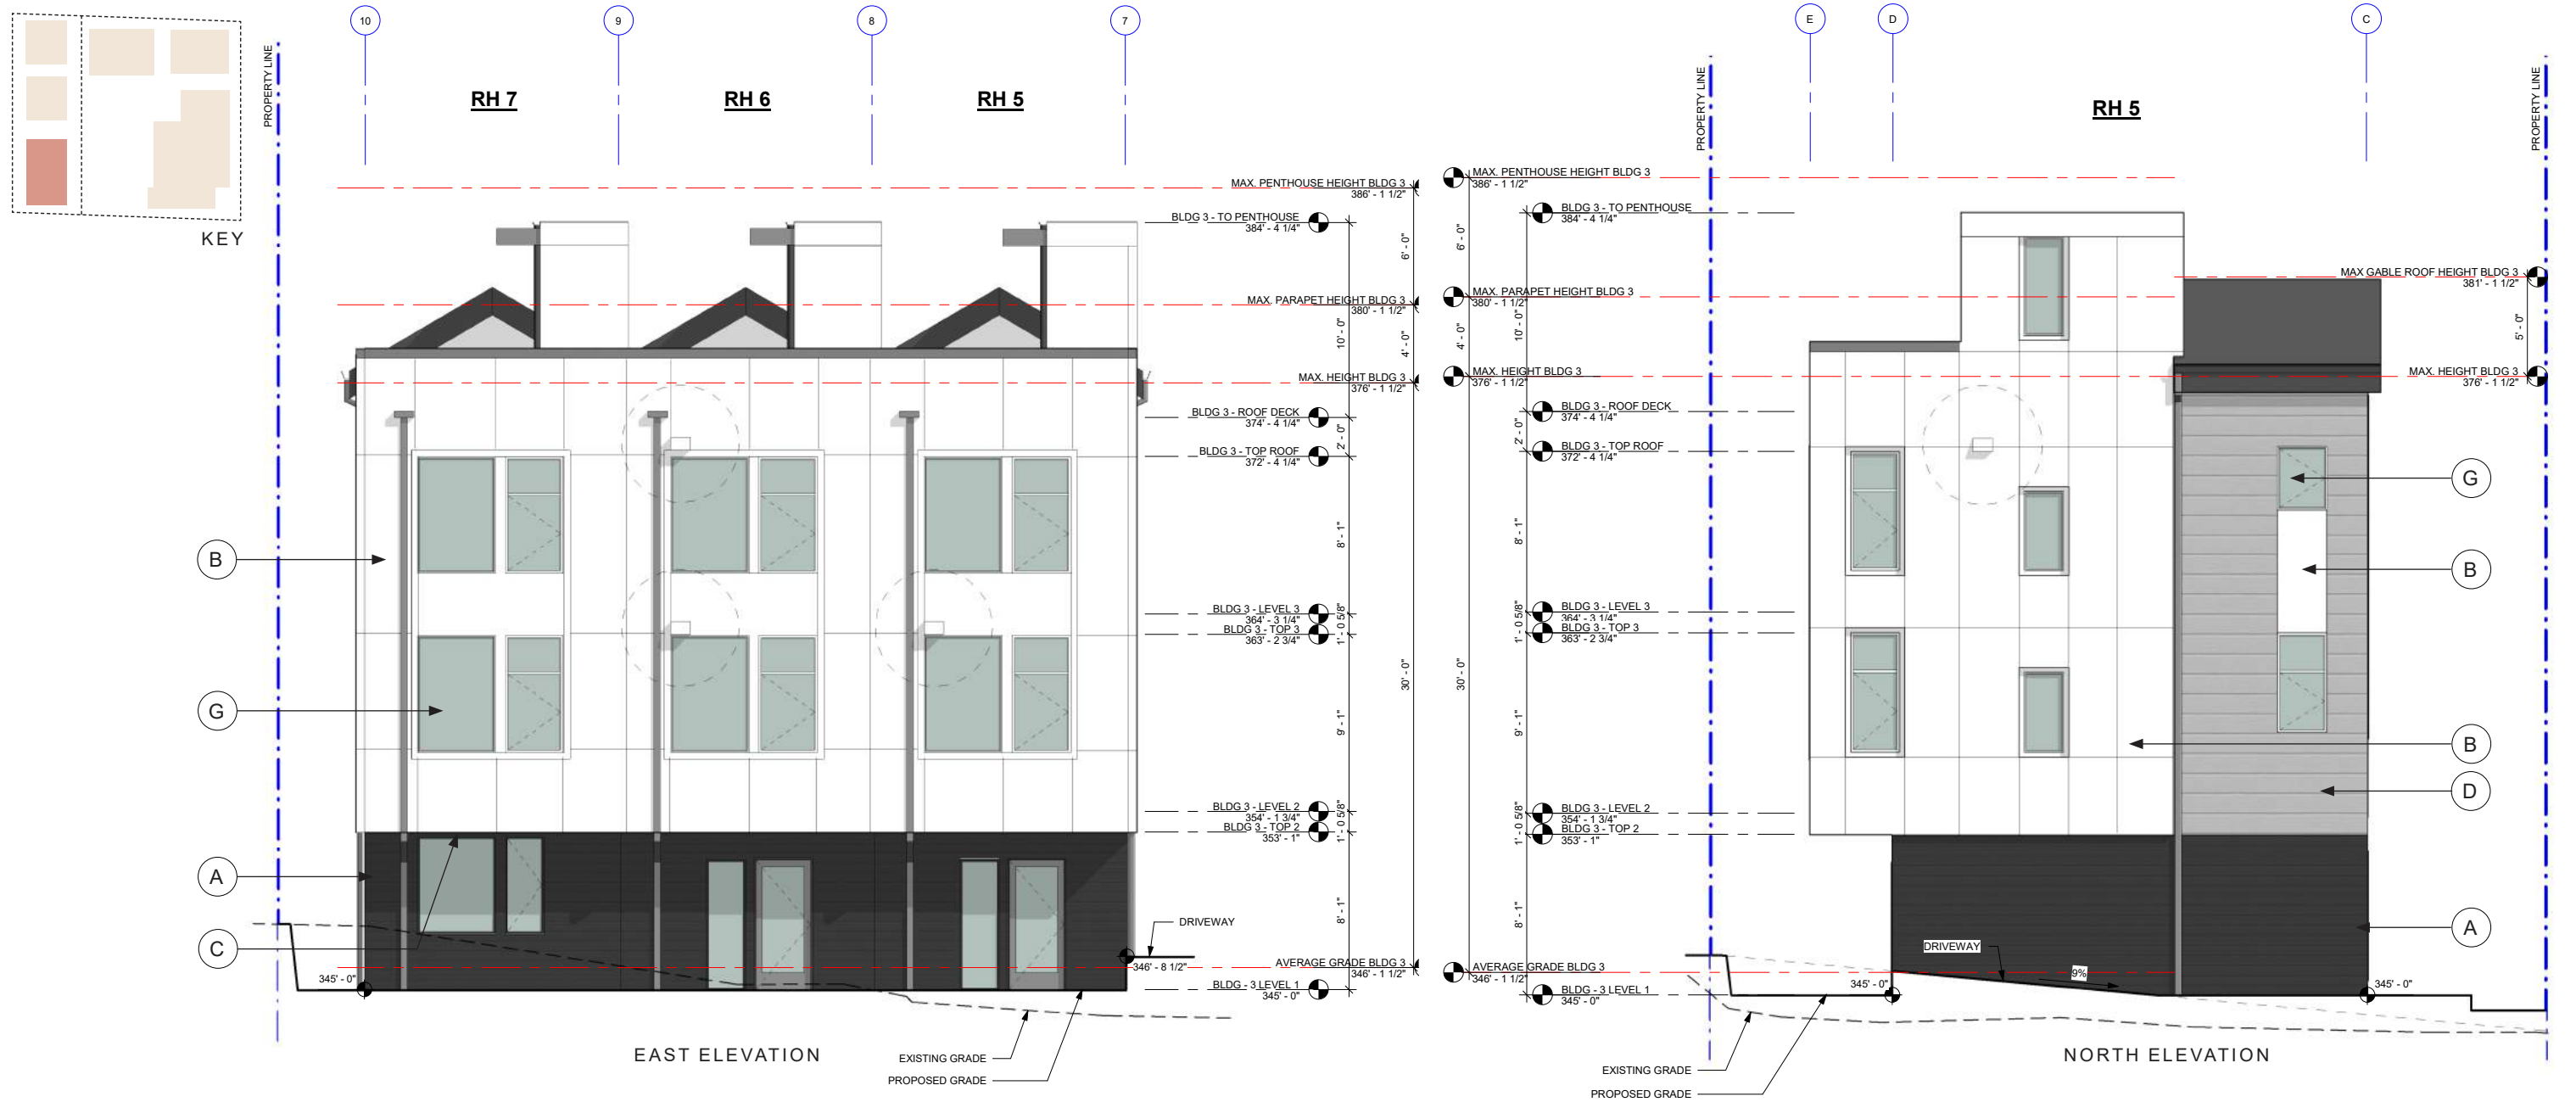 10
9
8
7
E
D
C
KEY
PROPERTY LINE
RH 7
RH 6
RH 5
MAX. PENTHOUSE HEIGHT BLDG 3
386' - 1 1/2"
BLDG 3 - TO PENTHOUSE
384' - 4 1/4"
MAX. PARAPET HEIGHT BLDG 3
380' - 1 1/2"
MAX. HEIGHT BLDG 3
376' - 1 1/2"
BLDG 3 - ROOF DECK
374' - 4 1/4"
BLDG 3 - TOP ROOF
372' - 4 1/4"
BLDG 3 - LEVEL 3
364' - 3 1/4"
BLDG 3 - TOP 3
363' - 2 3/4"
BLDG 3 - LEVEL 2
354' - 1 3/4"
BLDG 3 - TOP 2
353' - 1"
DRIVEWAY
346' - 8 1/2"
AVERAGE GRADE BLDG 3
346' - 1 1/2"
BLDG - 3 LEVEL 1
345' - 0"
345' - 0"
10' - 0"
2' - 0"
8' - 1"
1' - 0 5/8"
9' - 1"
1' - 0 5/8"
8' - 1"
6' - 0"
4' - 0"
30' - 0"
B
G
A
C
EXISTING GRADE
PROPOSED GRADE
EAST ELEVATION
PROPERTY LINE
RH 5
PROPERTY LINE
MAX. PENTHOUSE HEIGHT BLDG 3
386' - 1 1/2"
BLDG 3 - TO PENTHOUSE
384' - 4 1/4"
MAX. PARAPET HEIGHT BLDG 3
380' - 1 1/2"
MAX. HEIGHT BLDG 3
376' - 1 1/2"
BLDG 3 - ROOF DECK
374' - 4 1/4"
BLDG 3 - TOP ROOF
372' - 4 1/4"
BLDG 3 - LEVEL 3
364' - 3 1/4"
BLDG 3 - TOP 3
363' - 2 3/4"
BLDG 3 - LEVEL 2
354' - 1 3/4"
BLDG 3 - TOP 2
353' - 1"
AVERAGE GRADE BLDG 3
346' - 1 1/2"
BLDG - 3 LEVEL 1
345' - 0"
6' - 0"
4' - 0"
30' - 0"
10' - 0"
2' - 0"
8' - 1"
1' - 0 5/8"
9' - 1"
1' - 0 5/8"
8' - 1"
MAX GABLE ROOF HEIGHT BLDG 3
381' - 1 1/2"
5' - 0"
MAX. HEIGHT BLDG 3
376' - 1 1/2"
G
B
B
D
A
DRIVEWAY
9%
345' - 0"
345' - 0"
EXISTING GRADE
PROPOSED GRADE
NORTH ELEVATION